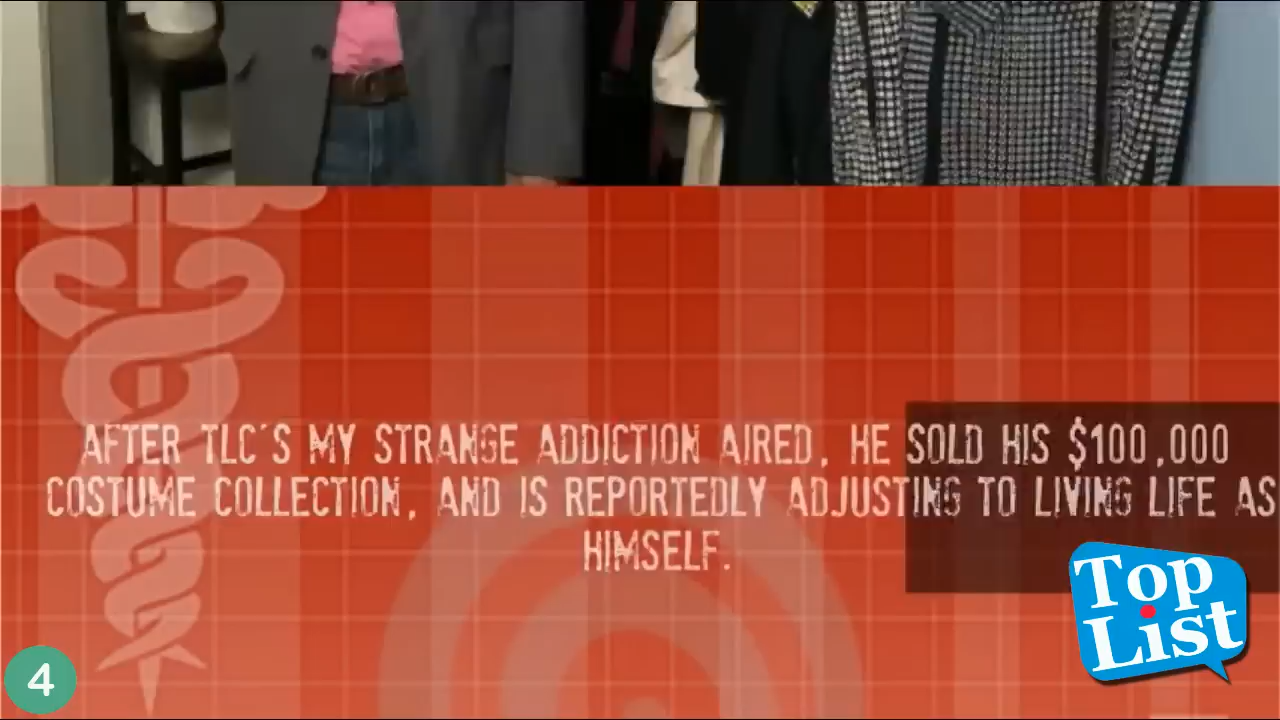 AFTER TLC'S MY STRANGE ADDICTION AIRED, HE SOLD HIS $100,000
COSTUME COLLECTION, AND IS REPORTEDLY ADJUSTING TO LIVING LIFE AS
HIMSELF.
Top
List
4